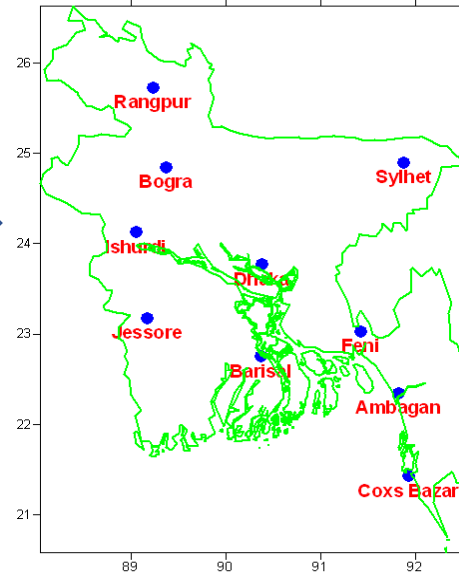 26
Rangpur
25
Bogra
Sylhet
24
Ishurdi
Dhaka
23
Jessore
Feni
Barisal
22
Ambagan
Coxs Bazar
21
89
90
91
92